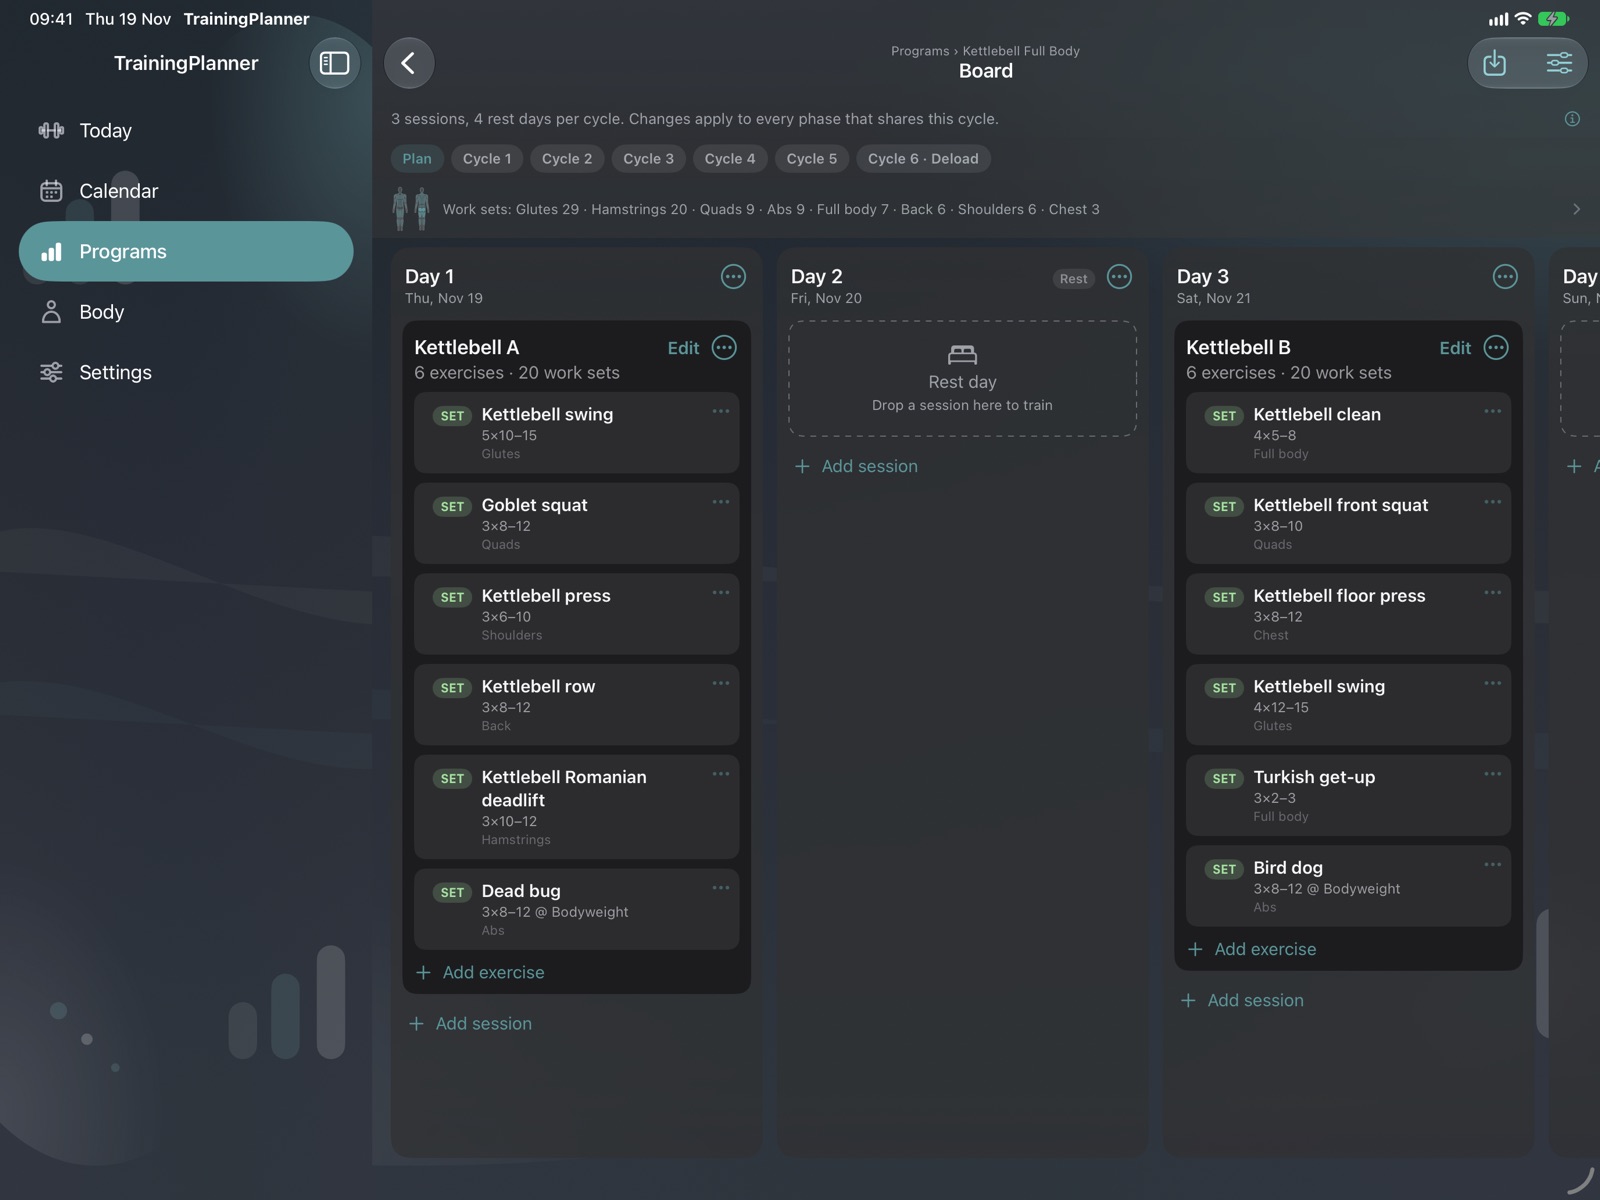 09:41 Thu 19 Nov TrainingPlanner
TrainingPlanner
Today
Calendar
Programs
Body
Settings
Programs › Kettlebell Full Body
Board
3 sessions, 4 rest days per cycle. Changes apply to every phase that shares this cycle.
Plan Cycle 1 Cycle 2 Cycle 3 Cycle 4 Cycle 5 Cycle 6 · Deload
Work sets: Glutes 29 · Hamstrings 20 · Quads 9 · Abs 9 · Full body 7 · Back 6 · Shoulders 6 · Chest 3
Day 1
Thu, Nov 19
Kettlebell A Edit
6 exercises · 20 work sets
SET Kettlebell swing
5×10–15
Glutes
SET Goblet squat
3×8–12
Quads
SET Kettlebell press
3×6–10
Shoulders
SET Kettlebell row
3×8–12
Back
SET Kettlebell Romanian
deadlift
3×10–12
Hamstrings
SET Dead bug
3×8–12 @ Bodyweight
Abs
+ Add exercise
+ Add session
Day 2 Rest
Fri, Nov 20
Rest day
Drop a session here to train
+ Add session
Day 3
Sat, Nov 21
Kettlebell B Edit
6 exercises · 20 work sets
SET Kettlebell clean
4×5–8
Full body
SET Kettlebell front squat
3×8–10
Quads
SET Kettlebell floor press
3×8–12
Chest
SET Kettlebell swing
4×12–15
Glutes
SET Turkish get-up
3×2–3
Full body
SET Bird dog
3×8–12 @ Bodyweight
Abs
+ Add exercise
+ Add session
Day
Sun,
+